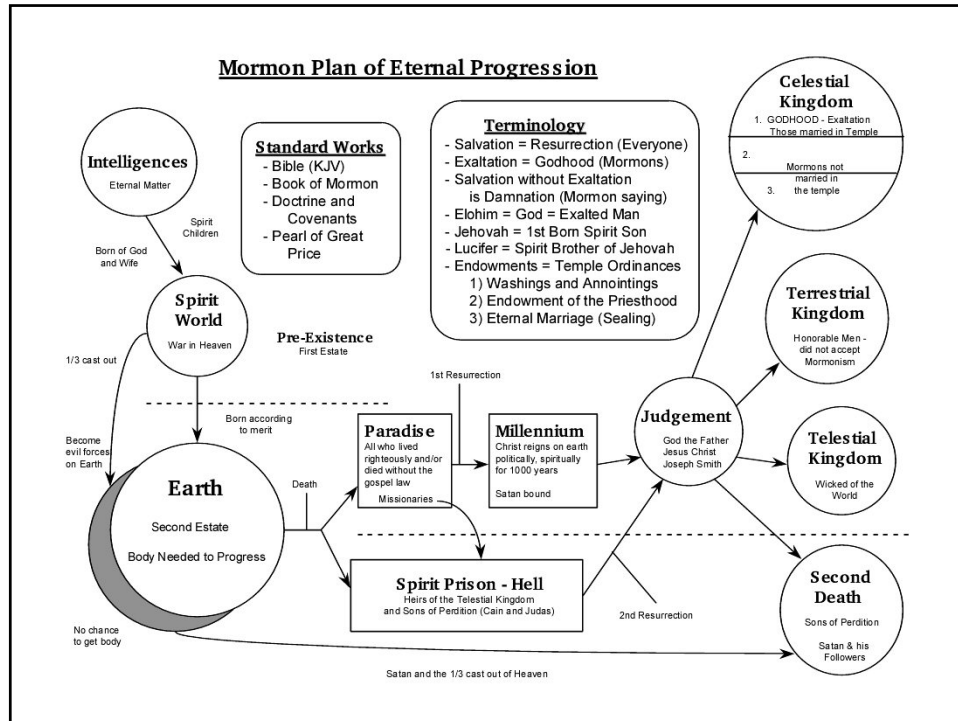 Mormon Plan of Eternal Progression
Intelligences
Eternal Matter
Spirit
Children
Born of God
and Wife
Spirit
World
War in Heaven
1/3 cast out
Pre-Existence
First Estate
Born according
to merit
Become
evil forces
on Earth
Earth
Second Estate
Body Needed to Progress
No chance
to get body
Standard Works
- Bible (KJV)
- Book of Mormon
- Doctrine and
Covenants
- Pearl of Great
Price
Terminology
- Salvation = Resurrection (Everyone)
- Exaltation = Godhood (Mormons)
- Salvation without Exaltation
is Damnation (Mormon saying)
- Elohim = God = Exalted Man
- Jehovah = 1st Born Spirit Son
- Lucifer = Spirit Brother of Jehovah
- Endowments = Temple Ordinances
1) Washings and Annointings
2) Endowment of the Priesthood
3) Eternal Marriage (Sealing)
Death
Paradise
All who lived
righteously and/or
died without the
gospel law
Missionaries
1st Resurrection
Millennium
Christ reigns on earth
politically, spiritually
for 1000 years
Satan bound
Spirit Prison - Hell
Heirs of the Telestial Kingdom
and Sons of Perdition (Cain and Judas)
2nd Resurrection
Judgement
God the Father
Jesus Christ
Joseph Smith
Celestial
Kingdom
1. GODHOOD - Exaltation
Those married in Temple
2.
Mormons not
married in
3. the temple
Terrestrial
Kingdom
Honorable Men -
did not accept
Mormonism
Telestial
Kingdom
Wicked of the
World
Second
Death
Sons of Perdition
Satan & his
Followers
Satan and the 1/3 cast out of Heaven